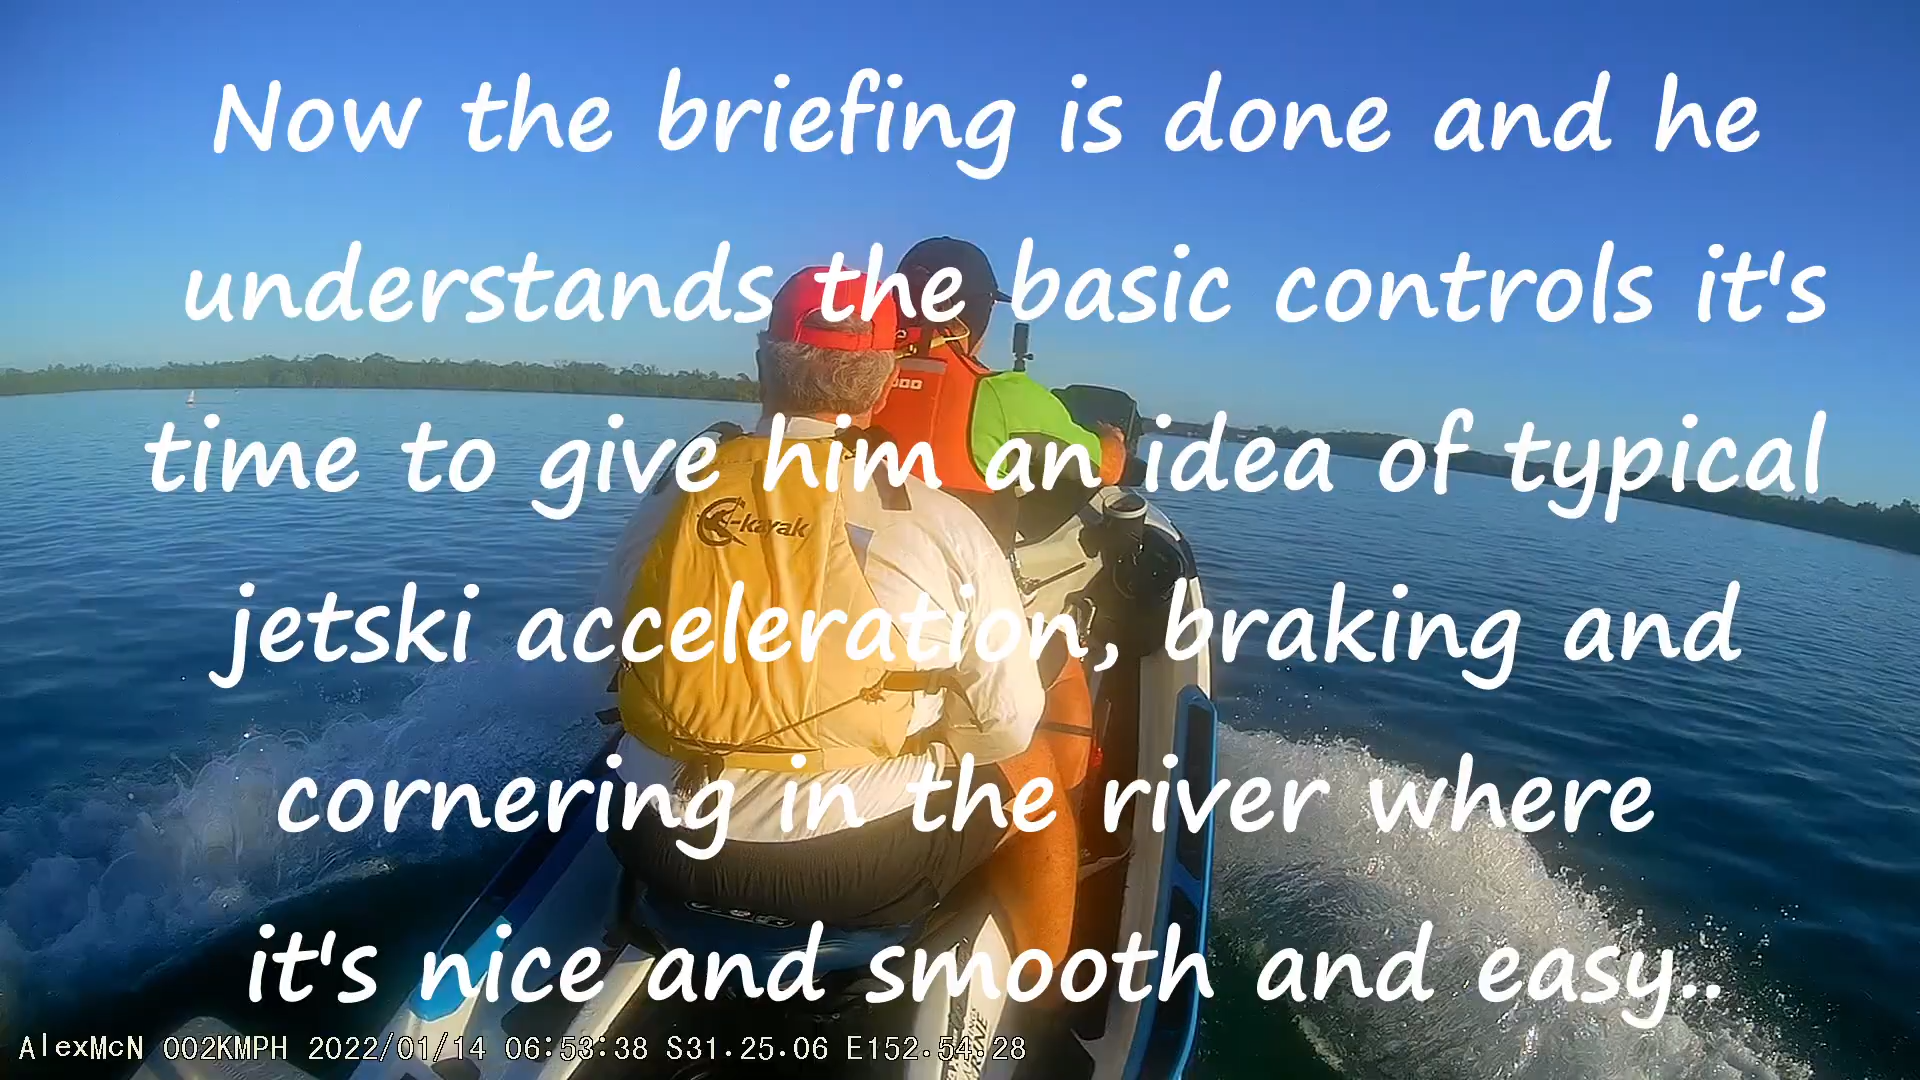 Now the briefing is done and he
understands the basic controls it's
time to give him an idea of typical
jetski acceleration, braking and
cornering in the river where
it's nice and smooth and easy..
-kayak
AlexMcN 002KMPH 2022/01/14 06:53:38 S31.25.06 E152.54.28